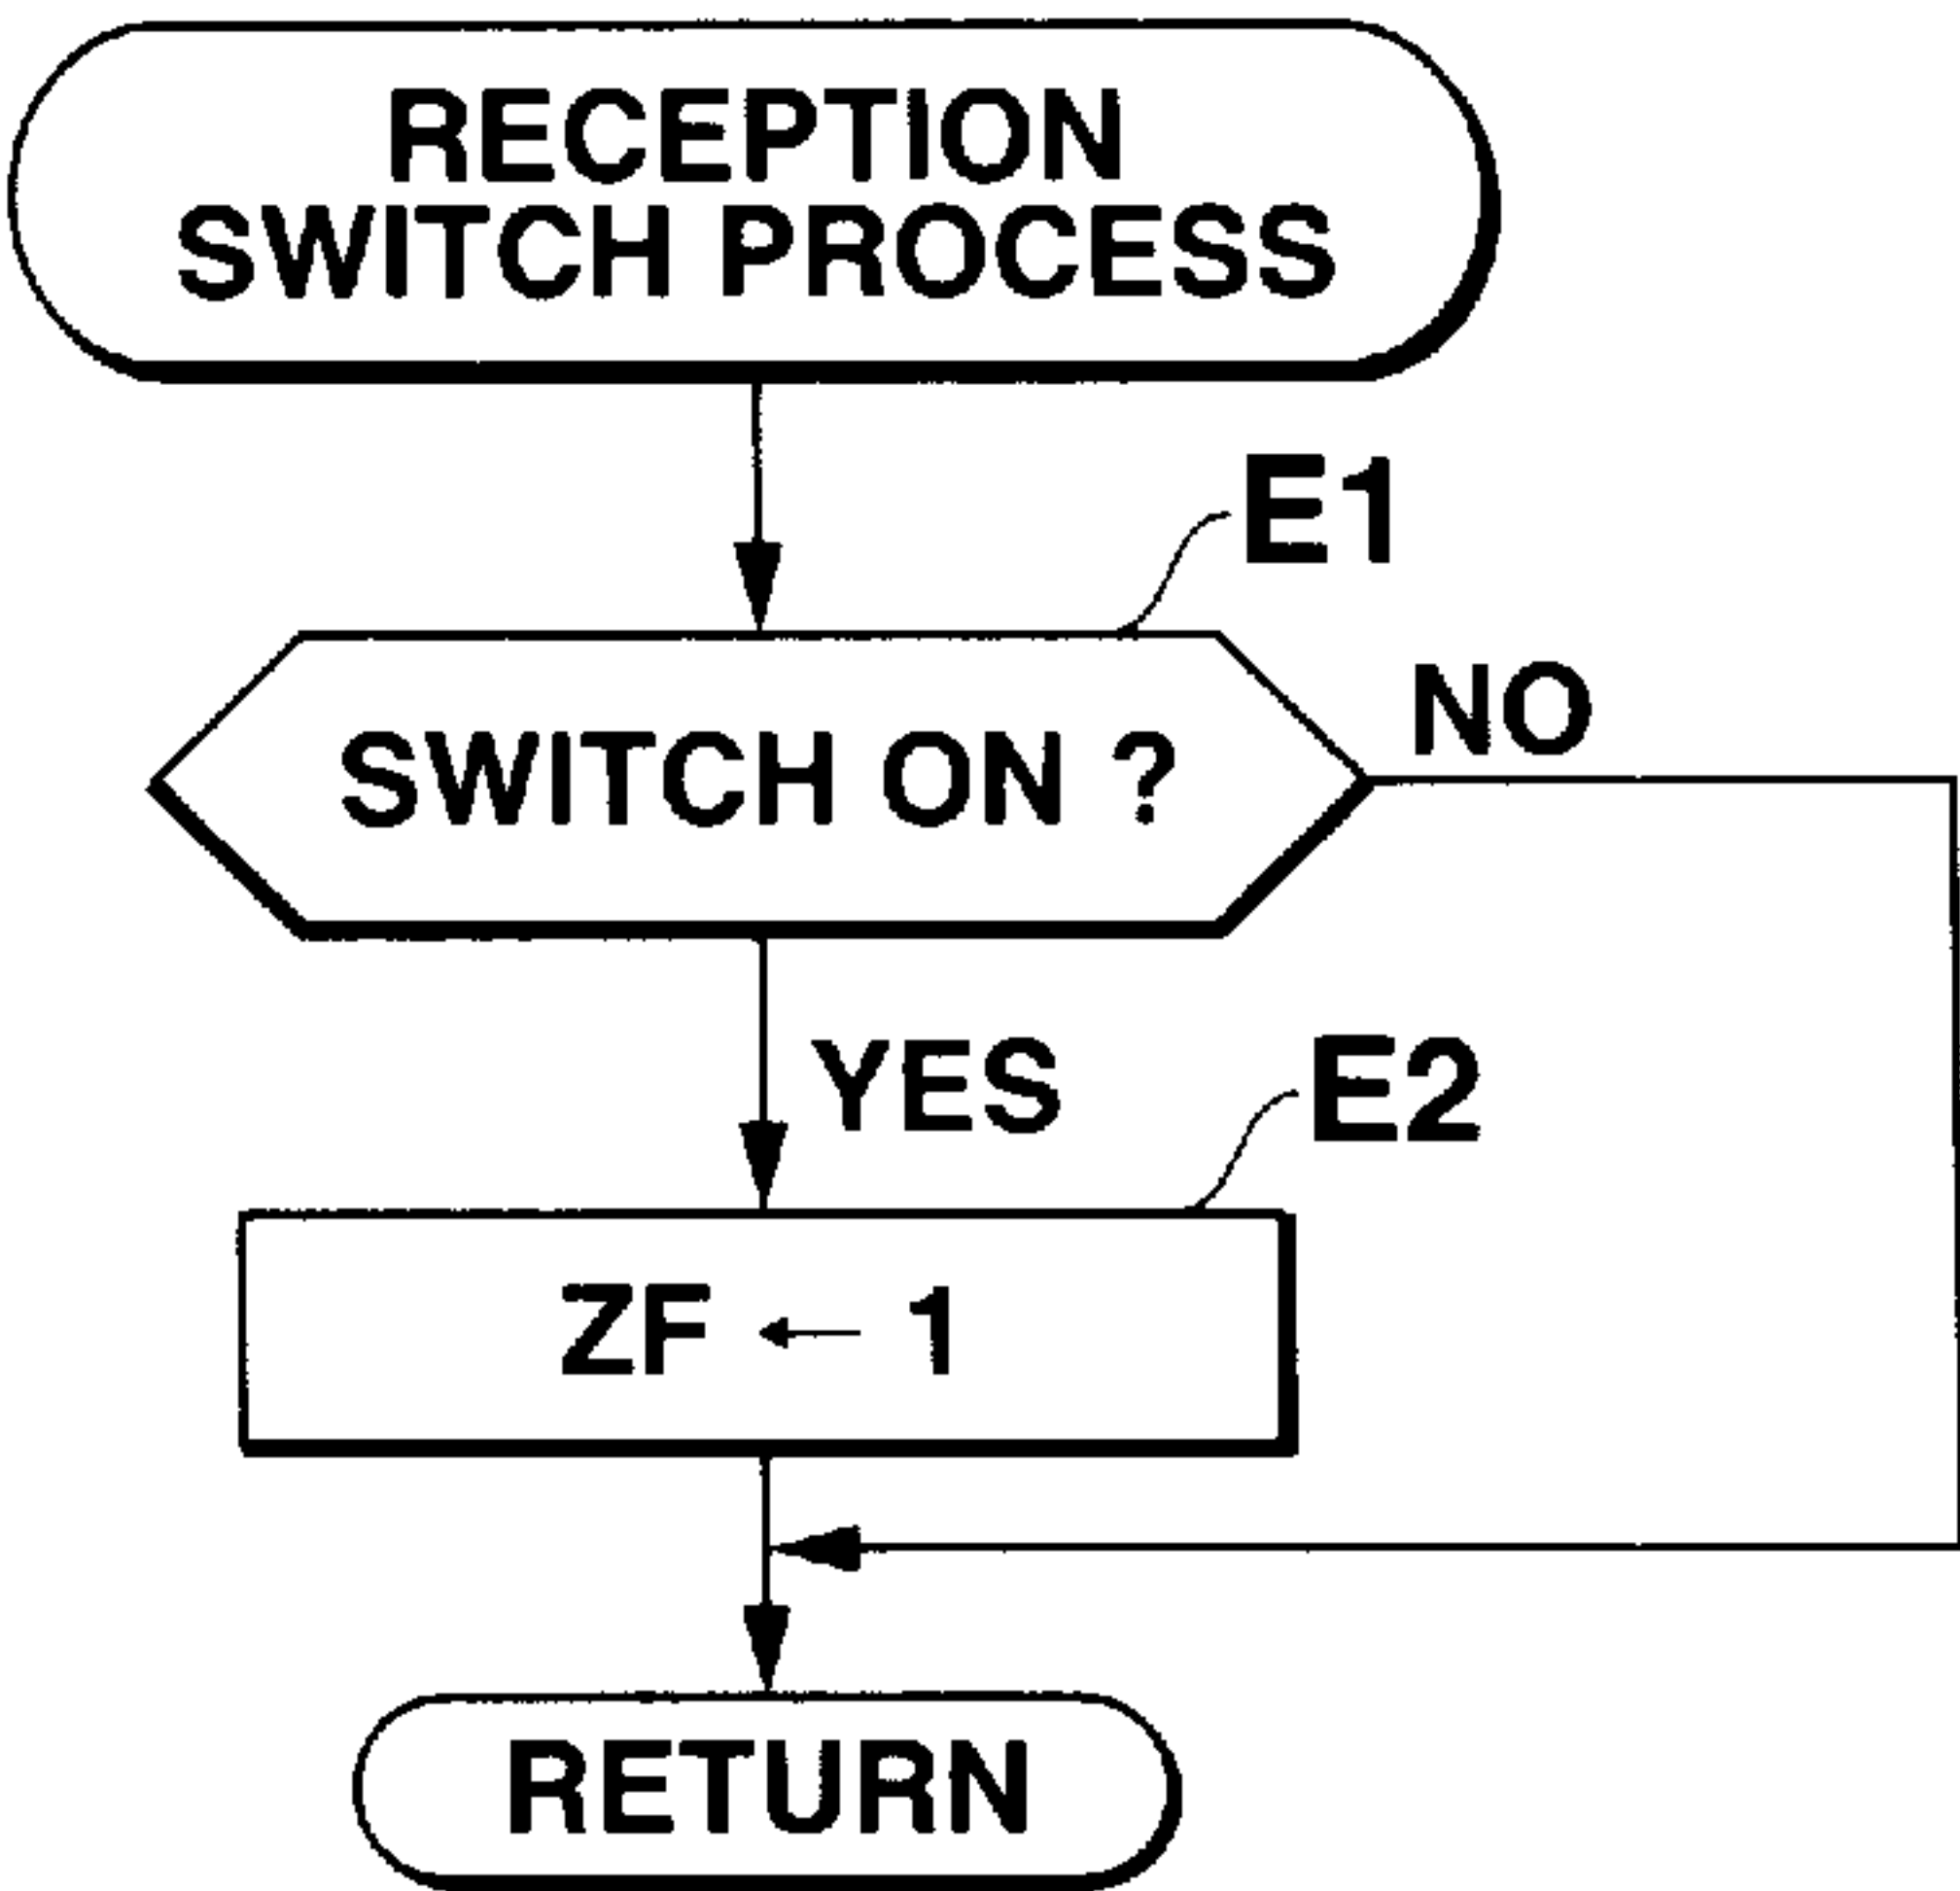 RECEPTION
SWITCH PROCESS
E1
SWITCH ON ?
NO
YES
E2
ZF ← 1
RETURN